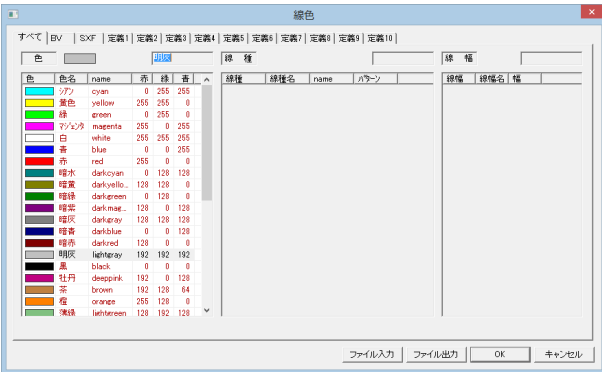 線色
すべて BV SXF 定義1 定義2 定義3 定義4 定義5 定義6 定義7 定義8 定義9 定義10
色 明灰 線 種 線 幅
色 色名 name 赤 緑 青 線種 線種名 name パターン 線幅 線幅名 幅
シアン cyan 0 255 255
黄色 yellow 255 255 0
緑 green 0 255 0
マジェンタ magenta 255 0 255
白 white 255 255 255
青 blue 0 0 255
赤 red 255 0 0
暗水 darkcyan 0 128 128
暗黄 darkyello... 128 128 0
暗緑 darkgreen 0 128 0
暗紫 darkmag... 128 0 128
暗灰 darkgray 128 128 128
暗青 darkblue 0 0 128
暗赤 darkred 128 0 0
明灰 lightgray 192 192 192
黒 black 0 0 0
牡丹 deeppink 192 0 128
茶 brown 192 128 64
橙 orange 255 128 0
薄緑 lightgreen 128 192 128
ファイル入力 ファイル出力 OK キャンセル